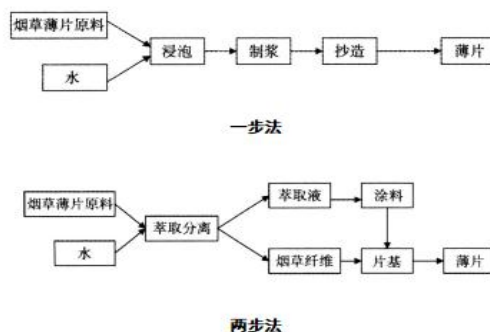 烟草薄片原料
水
浸泡
制浆
抄造
薄片
一步法
烟草薄片原料
水
萃取分离
萃取液
涂料
烟草纤维
片基
薄片
两步法